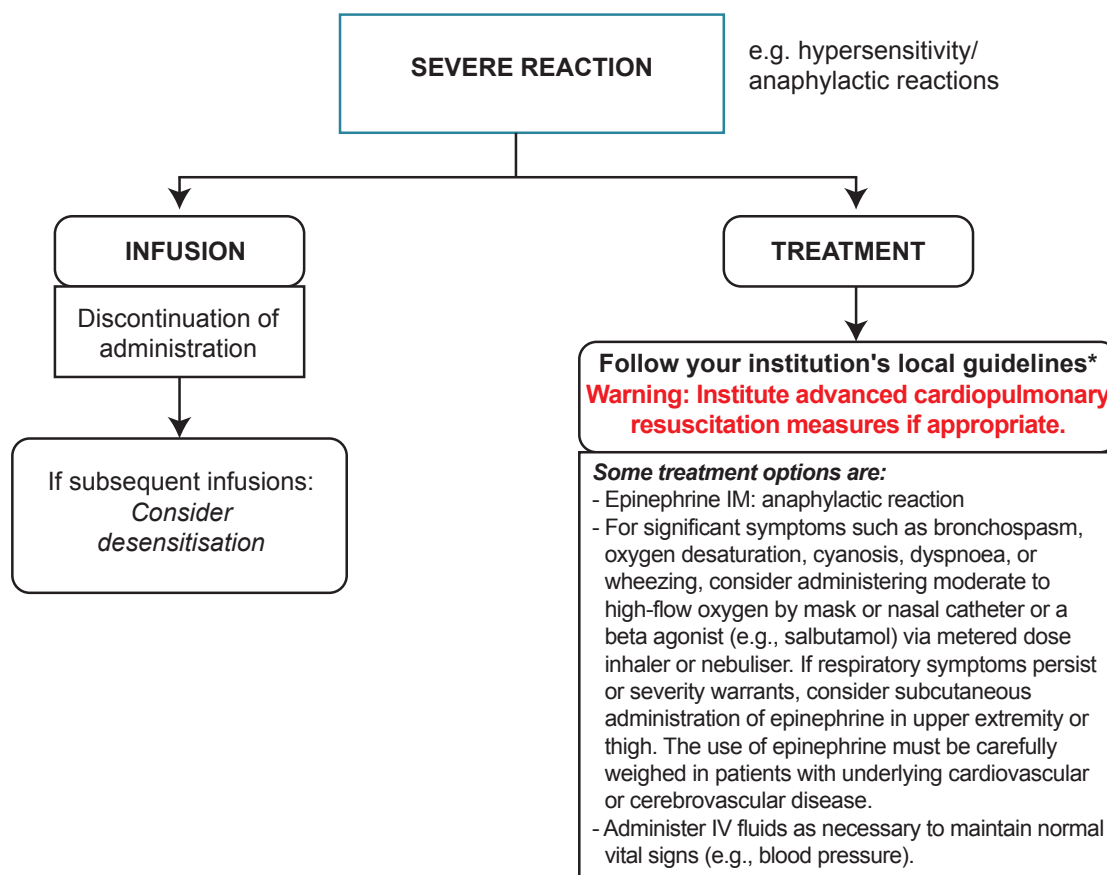 SEVERE REACTION
e.g. hypersensitivity/
anaphylactic reactions
INFUSION
Discontinuation of
administration
If subsequent infusions:
Consider
desensitisation
TREATMENT
Follow your institution's local guidelines*
Warning: Institute advanced cardiopulmonary
resuscitation measures if appropriate.
Some treatment options are:
- Epinephrine IM: anaphylactic reaction
- For significant symptoms such as bronchospasm,
oxygen desaturation, cyanosis, dyspnoea, or
wheezing, consider administering moderate to
high-flow oxygen by mask or nasal catheter or a
beta agonist (e.g., salbutamol) via metered dose
inhaler or nebuliser. If respiratory symptoms persist
or severity warrants, consider subcutaneous
administration of epinephrine in upper extremity or
thigh. The use of epinephrine must be carefully
weighed in patients with underlying cardiovascular
or cerebrovascular disease.
- Administer IV fluids as necessary to maintain normal
vital signs (e.g., blood pressure).